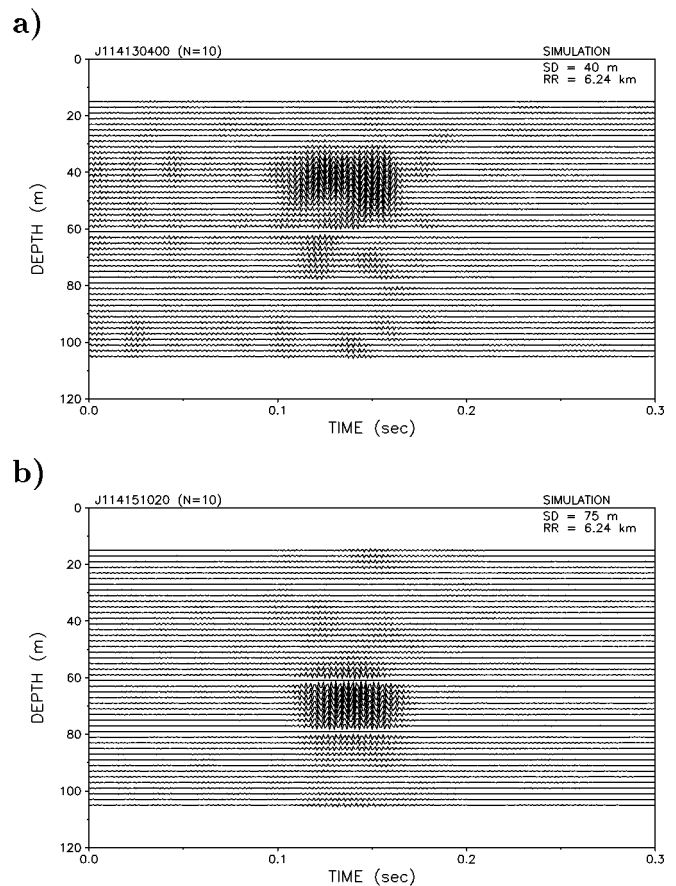 a)
J114130400 (N=10)
SIMULATION
SD = 40 m
RR = 6.24 km
0
20
40
60
80
100
120
DEPTH (m)
0.0
0.1
0.2
0.3
TIME (sec)
b)
J114151020 (N=10)
SIMULATION
SD = 75 m
RR = 6.24 km
0
20
40
60
80
100
120
DEPTH (m)
0.0
0.1
0.2
0.3
TIME (sec)